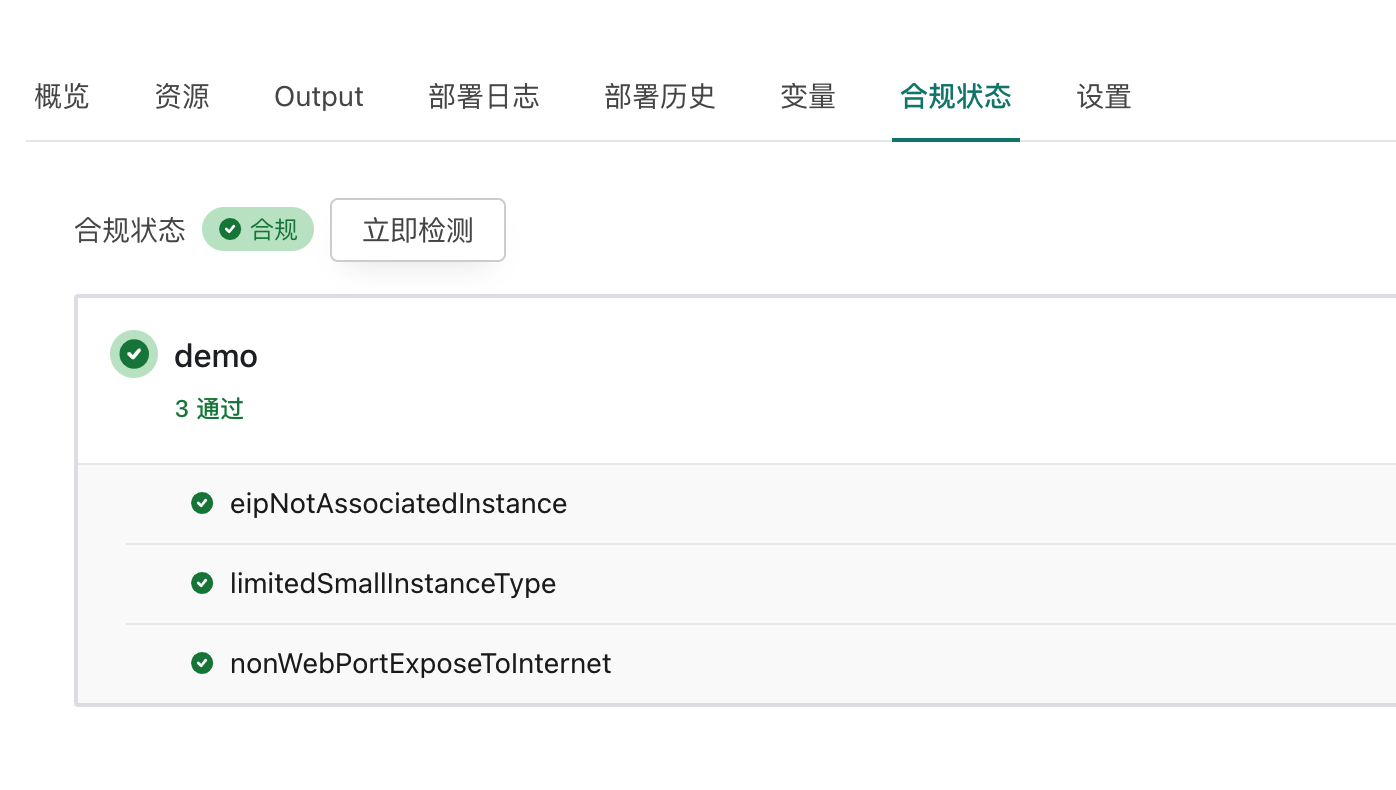 概览 资源 Output 部署日志 部署历史 变量 合规状态 设置
合规状态 合规 立即检测
demo
3 通过
eipNotAssociatedInstance
limitedSmallInstanceType
nonWebPortExposeToInternet